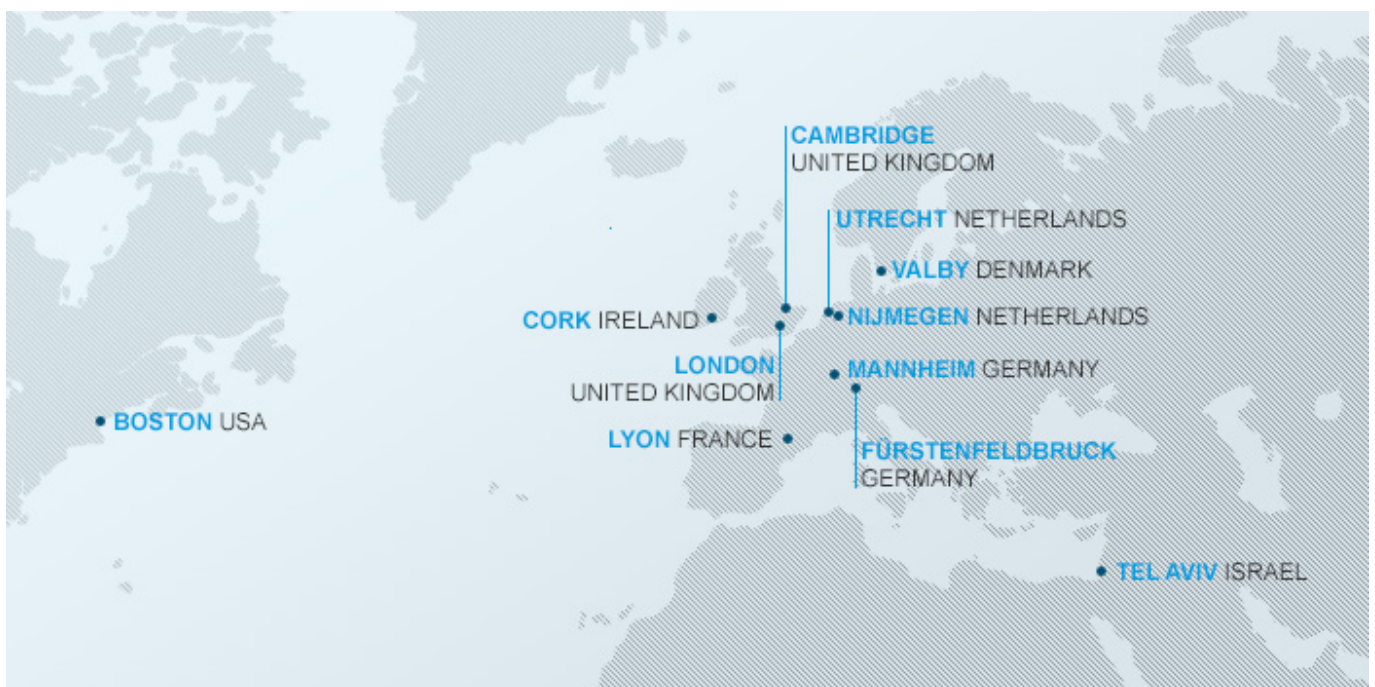 CAMBRIDGE
UNITED KINGDOM
UTRECHT NETHERLANDS
VALBY DENMARK
CORK IRELAND
NIJMEGEN NETHERLANDS
LONDON
UNITED KINGDOM
MANNHEIM GERMANY
BOSTON USA
LYON FRANCE
FÜRSTENFELDBRUCK
GERMANY
TEL AVIV ISRAEL